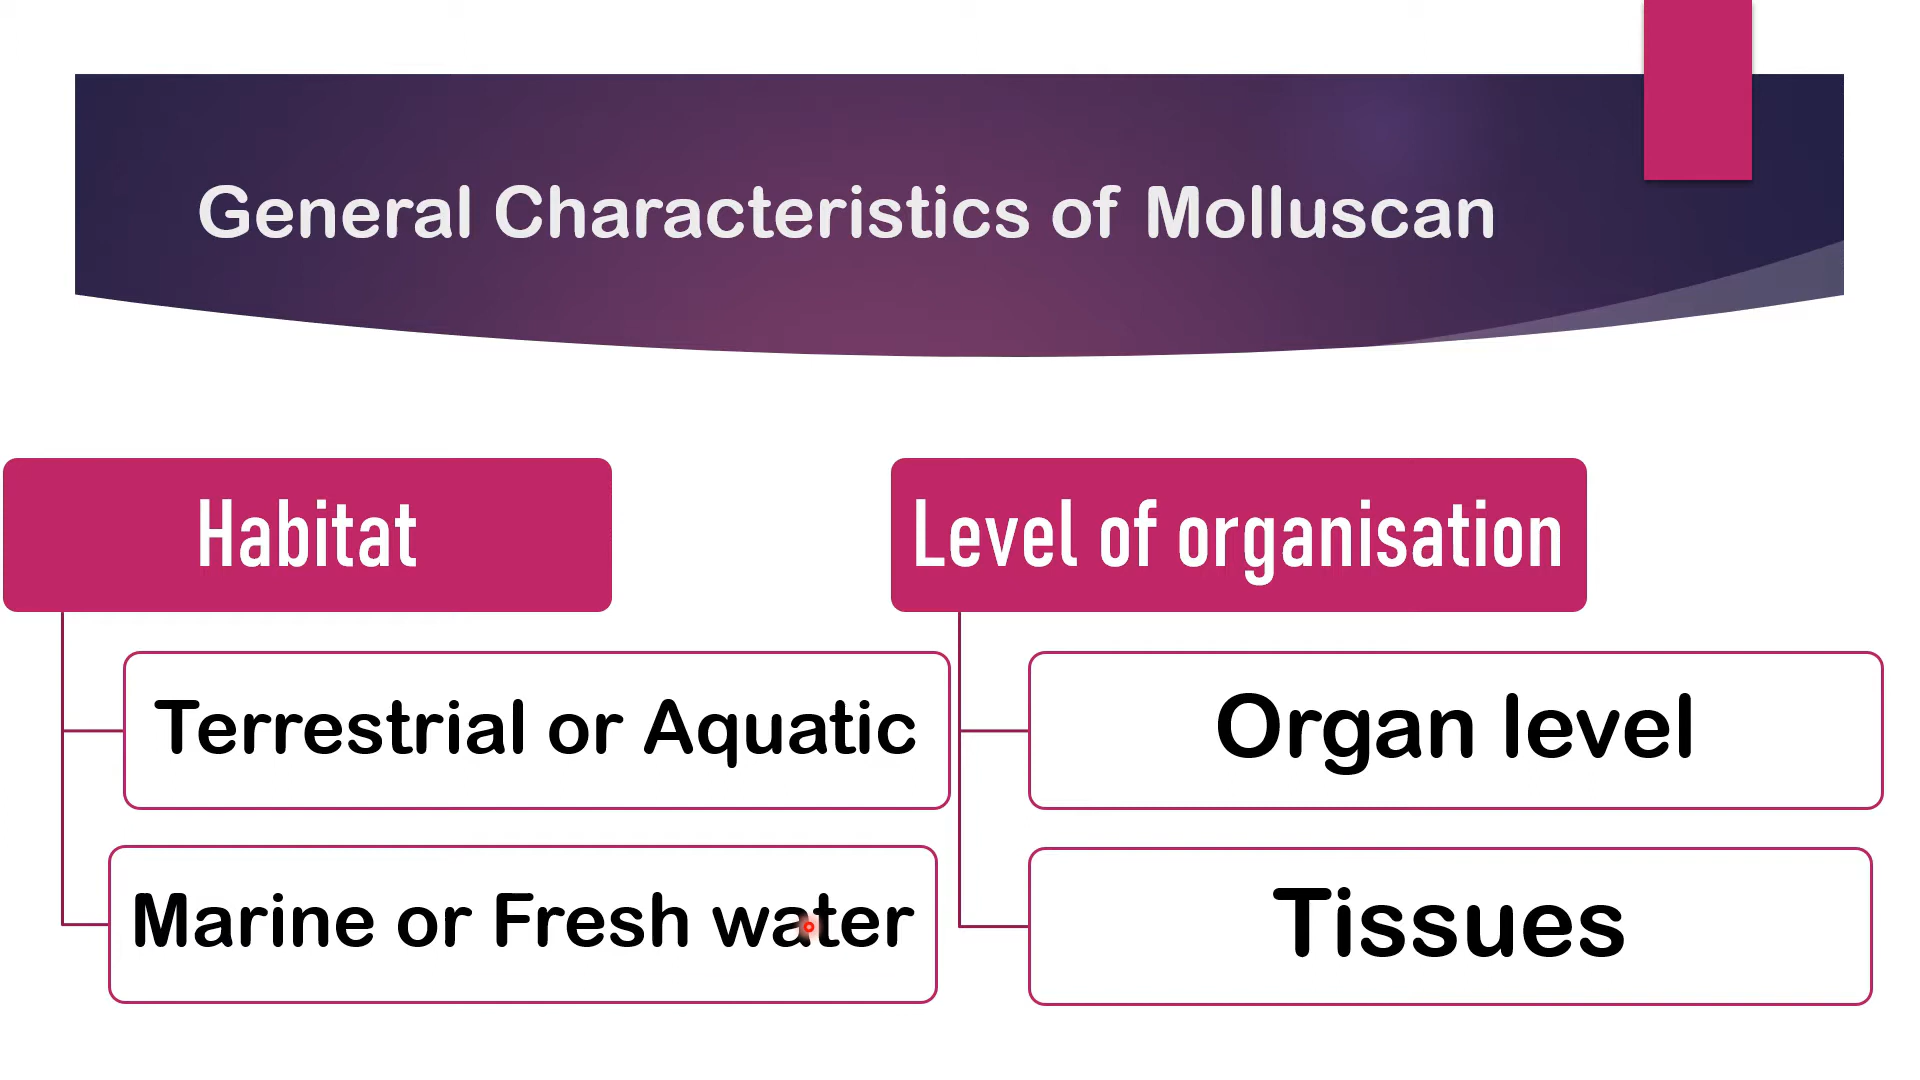 General Characteristics of Molluscan
Habitat
Terrestrial or Aquatic
Marine or Fresh water
Level of organisation
Organ level
Tissues